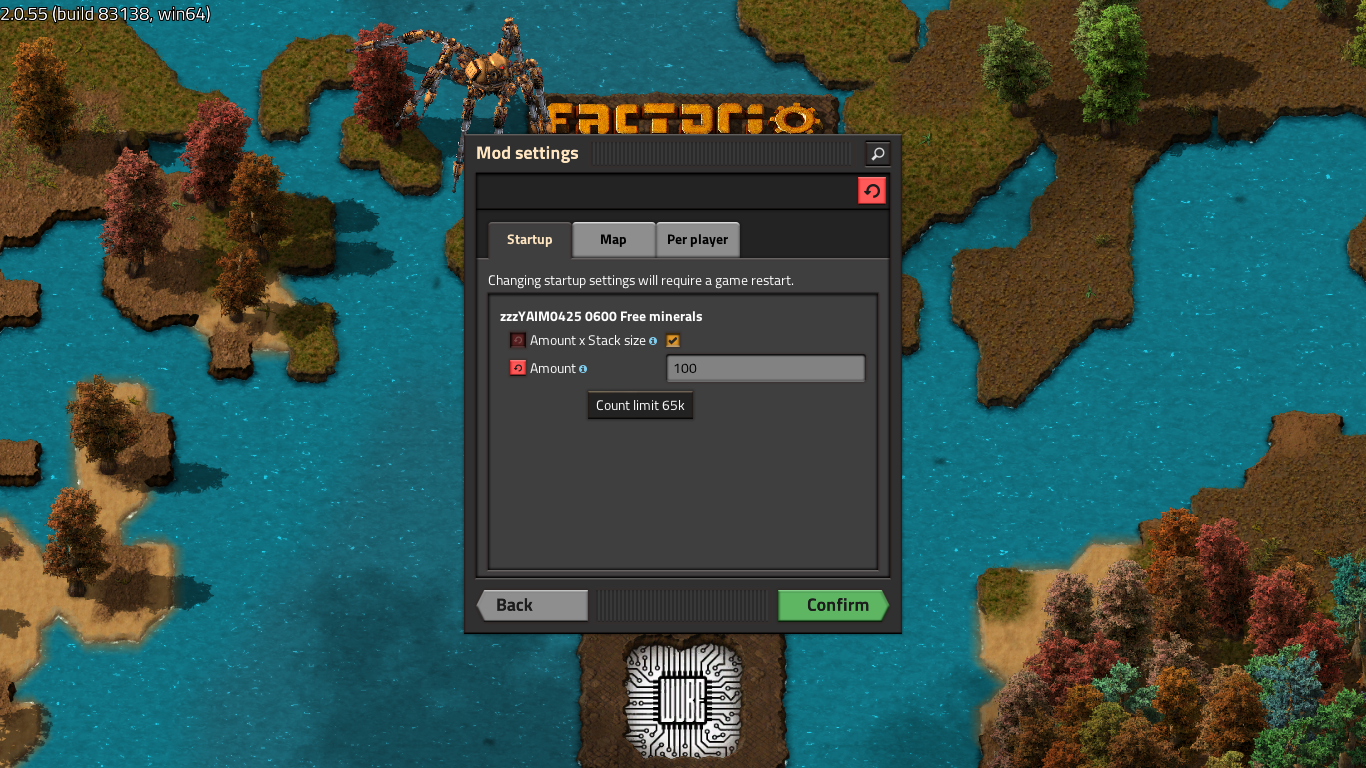 2.0.55 (build 83138, win64)
FACTORIO
Mod settings
Startup Map Per player
Changing startup settings will require a game restart.
zzzYAIM0425 0600 Free minerals
Amount x Stack size
Amount 100
Count limit 65k
Back Confirm